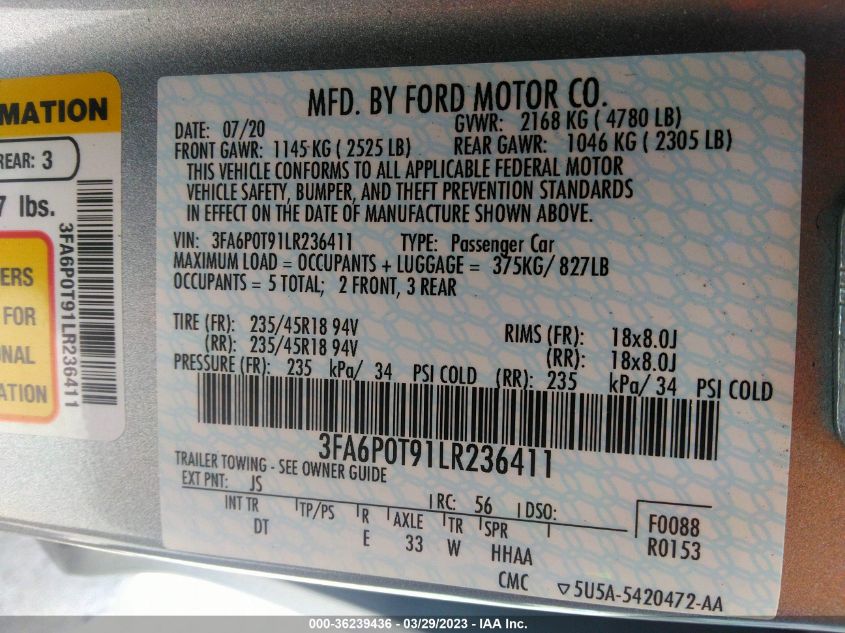 MATION
REAR: 3
7 lbs.
ERS
FOR
ONAL
ATION
3FA6P0T91LR236411
MFD. BY FORD MOTOR CO.
DATE: 07/20 GVWR: 2168 KG ( 4780 LB)
FRONT GAWR: 1145 KG ( 2525 LB) REAR GAWR: 1046 KG ( 2305 LB)
THIS VEHICLE CONFORMS TO ALL APPLICABLE FEDERAL MOTOR
VEHICLE SAFETY, BUMPER, AND THEFT PREVENTION STANDARDS
IN EFFECT ON THE DATE OF MANUFACTURE SHOWN ABOVE.
VIN: 3FA6P0T91LR236411 TYPE: Passenger Car
MAXIMUM LOAD = OCCUPANTS + LUGGAGE = 375KG/ 827LB
OCCUPANTS = 5 TOTAL; 2 FRONT, 3 REAR
TIRE (FR): 235/45R18 94V RIMS (FR): 18x8.0J
(RR): 235/45R18 94V (RR): 18x8.0J
PRESSURE (FR): 235 kPa/ 34 PSI COLD (RR): 235 kPa/ 34 PSI COLD
3FA6P0T91LR236411
TRAILER TOWING - SEE OWNER GUIDE
EXT PNT: JS RC: 56 DSO:
INT TR TP/PS R AXLE TR SPR F0088
DT E 33 W HHAA R0153
CMC ▽5U5A-5420472-AA
000-36239436 - 03/29/2023 - IAA Inc.